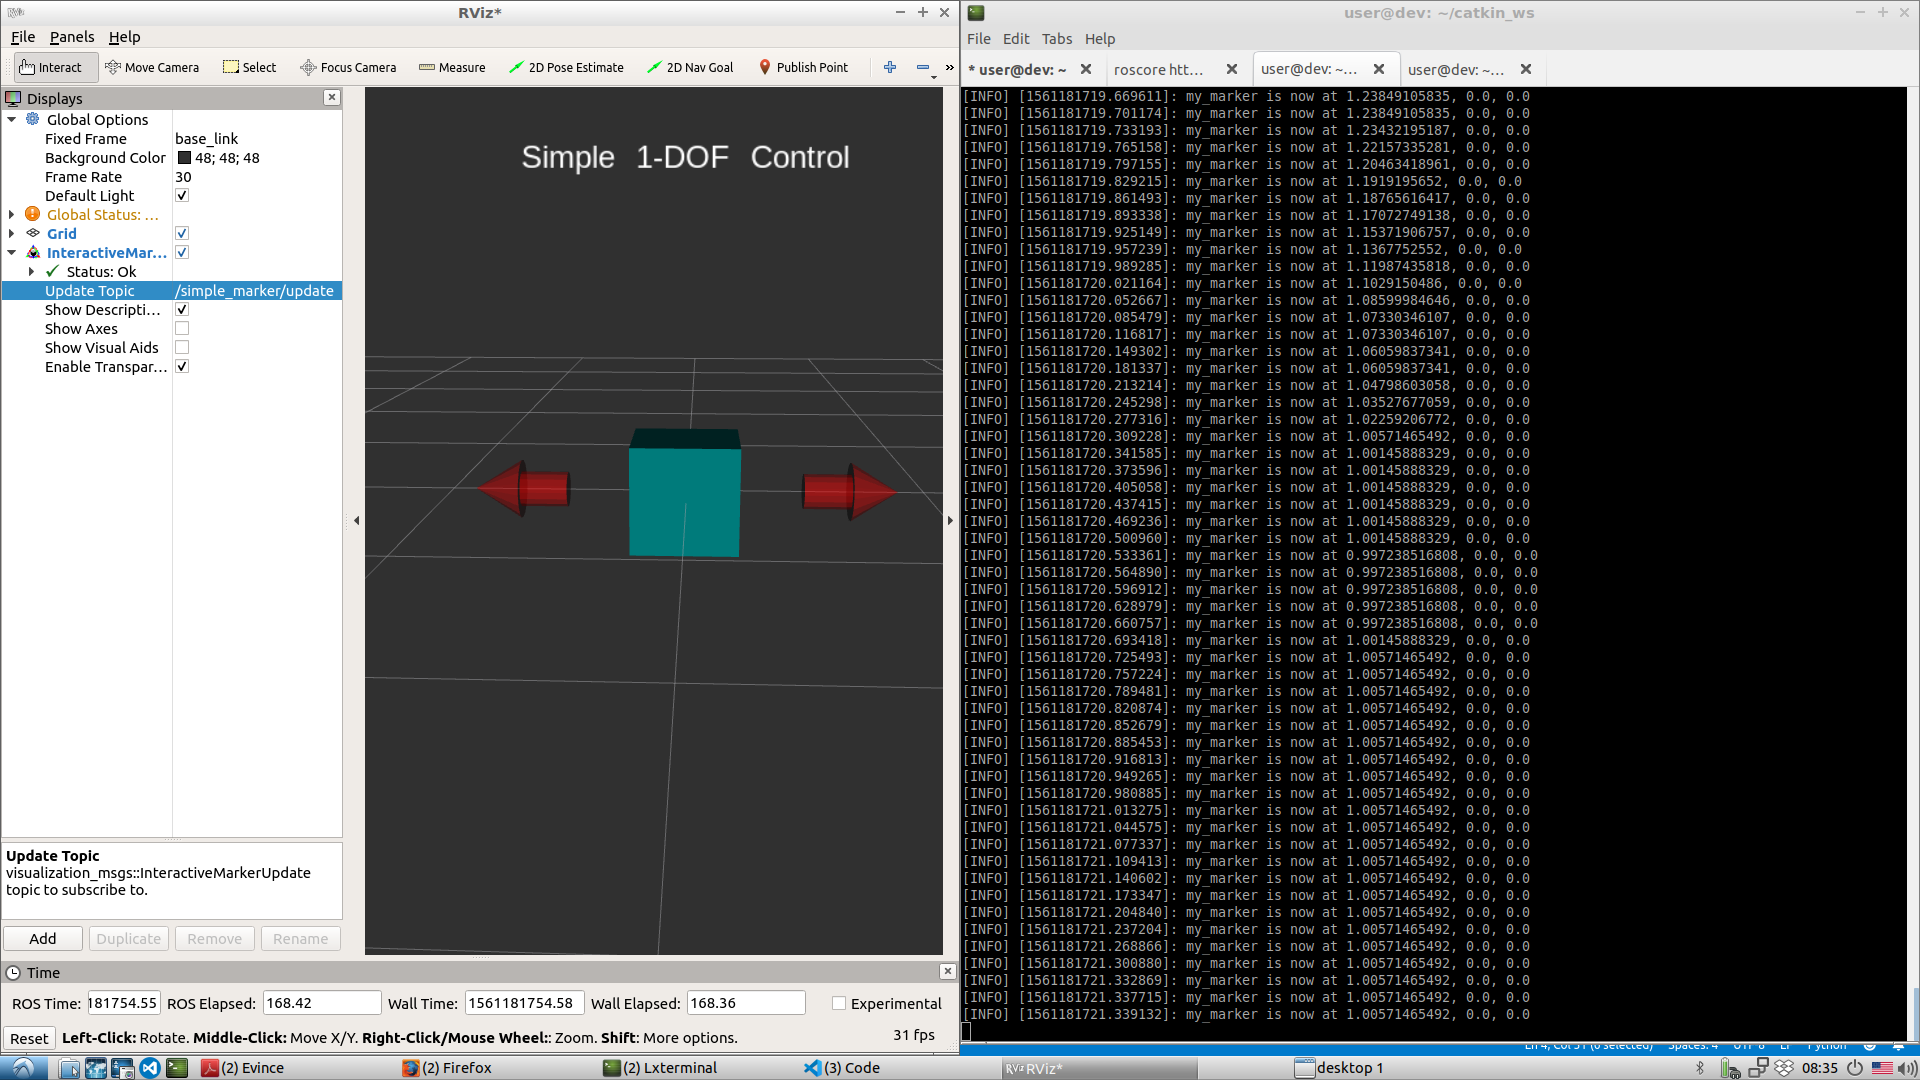 RViz*
File Panels Help
Interact Move Camera Select Focus Camera Measure 2D Pose Estimate 2D Nav Goal Publish Point »
Displays
Global Options
Fixed Frame base_link
Background Color 48; 48; 48
Frame Rate 30
Default Light
Global Status: ...
Grid
InteractiveMar...
Status: Ok
Update Topic /simple_marker/update
Show Descripti...
Show Axes
Show Visual Aids
Enable Transpar...
Update Topic
visualization_msgs::InteractiveMarkerUpdate
topic to subscribe to.
Add Duplicate Remove Rename
Simple 1-DOF Control
Time
ROS Time: 181754.55 ROS Elapsed: 168.42 Wall Time: 1561181754.58 Wall Elapsed: 168.36 Experimental
Reset Left-Click: Rotate. Middle-Click: Move X/Y. Right-Click/Mouse Wheel:: Zoom. Shift: More options. 31 fps
user@dev: ~/catkin_ws
File Edit Tabs Help
* user@dev: ~ roscore htt... user@dev: ~... user@dev: ~...
[INFO] [1561181719.669611]: my_marker is now at 1.23849105835, 0.0, 0.0
[INFO] [1561181719.701174]: my_marker is now at 1.23849105835, 0.0, 0.0
[INFO] [1561181719.733193]: my_marker is now at 1.23432195187, 0.0, 0.0
[INFO] [1561181719.765158]: my_marker is now at 1.22157335281, 0.0, 0.0
[INFO] [1561181719.797155]: my_marker is now at 1.20463418961, 0.0, 0.0
[INFO] [1561181719.829215]: my_marker is now at 1.1919195652, 0.0, 0.0
[INFO] [1561181719.861493]: my_marker is now at 1.18765616417, 0.0, 0.0
[INFO] [1561181719.893338]: my_marker is now at 1.17072749138, 0.0, 0.0
[INFO] [1561181719.925149]: my_marker is now at 1.15371906757, 0.0, 0.0
[INFO] [1561181719.957239]: my_marker is now at 1.1367752552, 0.0, 0.0
[INFO] [1561181719.989285]: my_marker is now at 1.11987435818, 0.0, 0.0
[INFO] [1561181720.021164]: my_marker is now at 1.1029150486, 0.0, 0.0
[INFO] [1561181720.052667]: my_marker is now at 1.08599984646, 0.0, 0.0
[INFO] [1561181720.085479]: my_marker is now at 1.07330346107, 0.0, 0.0
[INFO] [1561181720.116817]: my_marker is now at 1.07330346107, 0.0, 0.0
[INFO] [1561181720.149302]: my_marker is now at 1.06059837341, 0.0, 0.0
[INFO] [1561181720.181337]: my_marker is now at 1.06059837341, 0.0, 0.0
[INFO] [1561181720.213214]: my_marker is now at 1.04798603058, 0.0, 0.0
[INFO] [1561181720.245298]: my_marker is now at 1.03527677059, 0.0, 0.0
[INFO] [1561181720.277316]: my_marker is now at 1.02259206772, 0.0, 0.0
[INFO] [1561181720.309228]: my_marker is now at 1.00571465492, 0.0, 0.0
[INFO] [1561181720.341585]: my_marker is now at 1.00145888329, 0.0, 0.0
[INFO] [1561181720.373596]: my_marker is now at 1.00145888329, 0.0, 0.0
[INFO] [1561181720.405058]: my_marker is now at 1.00145888329, 0.0, 0.0
[INFO] [1561181720.437415]: my_marker is now at 1.00145888329, 0.0, 0.0
[INFO] [1561181720.469236]: my_marker is now at 1.00145888329, 0.0, 0.0
[INFO] [1561181720.500960]: my_marker is now at 1.00145888329, 0.0, 0.0
[INFO] [1561181720.533361]: my_marker is now at 0.997238516808, 0.0, 0.0
[INFO] [1561181720.564890]: my_marker is now at 0.997238516808, 0.0, 0.0
[INFO] [1561181720.596912]: my_marker is now at 0.997238516808, 0.0, 0.0
[INFO] [1561181720.628979]: my_marker is now at 0.997238516808, 0.0, 0.0
[INFO] [1561181720.660757]: my_marker is now at 0.997238516808, 0.0, 0.0
[INFO] [1561181720.693418]: my_marker is now at 1.00145888329, 0.0, 0.0
[INFO] [1561181720.725493]: my_marker is now at 1.00571465492, 0.0, 0.0
[INFO] [1561181720.757224]: my_marker is now at 1.00571465492, 0.0, 0.0
[INFO] [1561181720.789481]: my_marker is now at 1.00571465492, 0.0, 0.0
[INFO] [1561181720.820874]: my_marker is now at 1.00571465492, 0.0, 0.0
[INFO] [1561181720.852679]: my_marker is now at 1.00571465492, 0.0, 0.0
[INFO] [1561181720.885453]: my_marker is now at 1.00571465492, 0.0, 0.0
[INFO] [1561181720.916813]: my_marker is now at 1.00571465492, 0.0, 0.0
[INFO] [1561181720.949265]: my_marker is now at 1.00571465492, 0.0, 0.0
[INFO] [1561181720.980885]: my_marker is now at 1.00571465492, 0.0, 0.0
[INFO] [1561181721.013275]: my_marker is now at 1.00571465492, 0.0, 0.0
[INFO] [1561181721.044575]: my_marker is now at 1.00571465492, 0.0, 0.0
[INFO] [1561181721.077337]: my_marker is now at 1.00571465492, 0.0, 0.0
[INFO] [1561181721.109413]: my_marker is now at 1.00571465492, 0.0, 0.0
[INFO] [1561181721.140602]: my_marker is now at 1.00571465492, 0.0, 0.0
[INFO] [1561181721.173347]: my_marker is now at 1.00571465492, 0.0, 0.0
[INFO] [1561181721.204840]: my_marker is now at 1.00571465492, 0.0, 0.0
[INFO] [1561181721.237204]: my_marker is now at 1.00571465492, 0.0, 0.0
[INFO] [1561181721.268866]: my_marker is now at 1.00571465492, 0.0, 0.0
[INFO] [1561181721.300880]: my_marker is now at 1.00571465492, 0.0, 0.0
[INFO] [1561181721.332869]: my_marker is now at 1.00571465492, 0.0, 0.0
[INFO] [1561181721.337715]: my_marker is now at 1.00571465492, 0.0, 0.0
[INFO] [1561181721.339132]: my_marker is now at 1.00571465492, 0.0, 0.0
(2) Evince (2) Firefox (2) Lxterminal (3) Code RViz* desktop 1 08:35